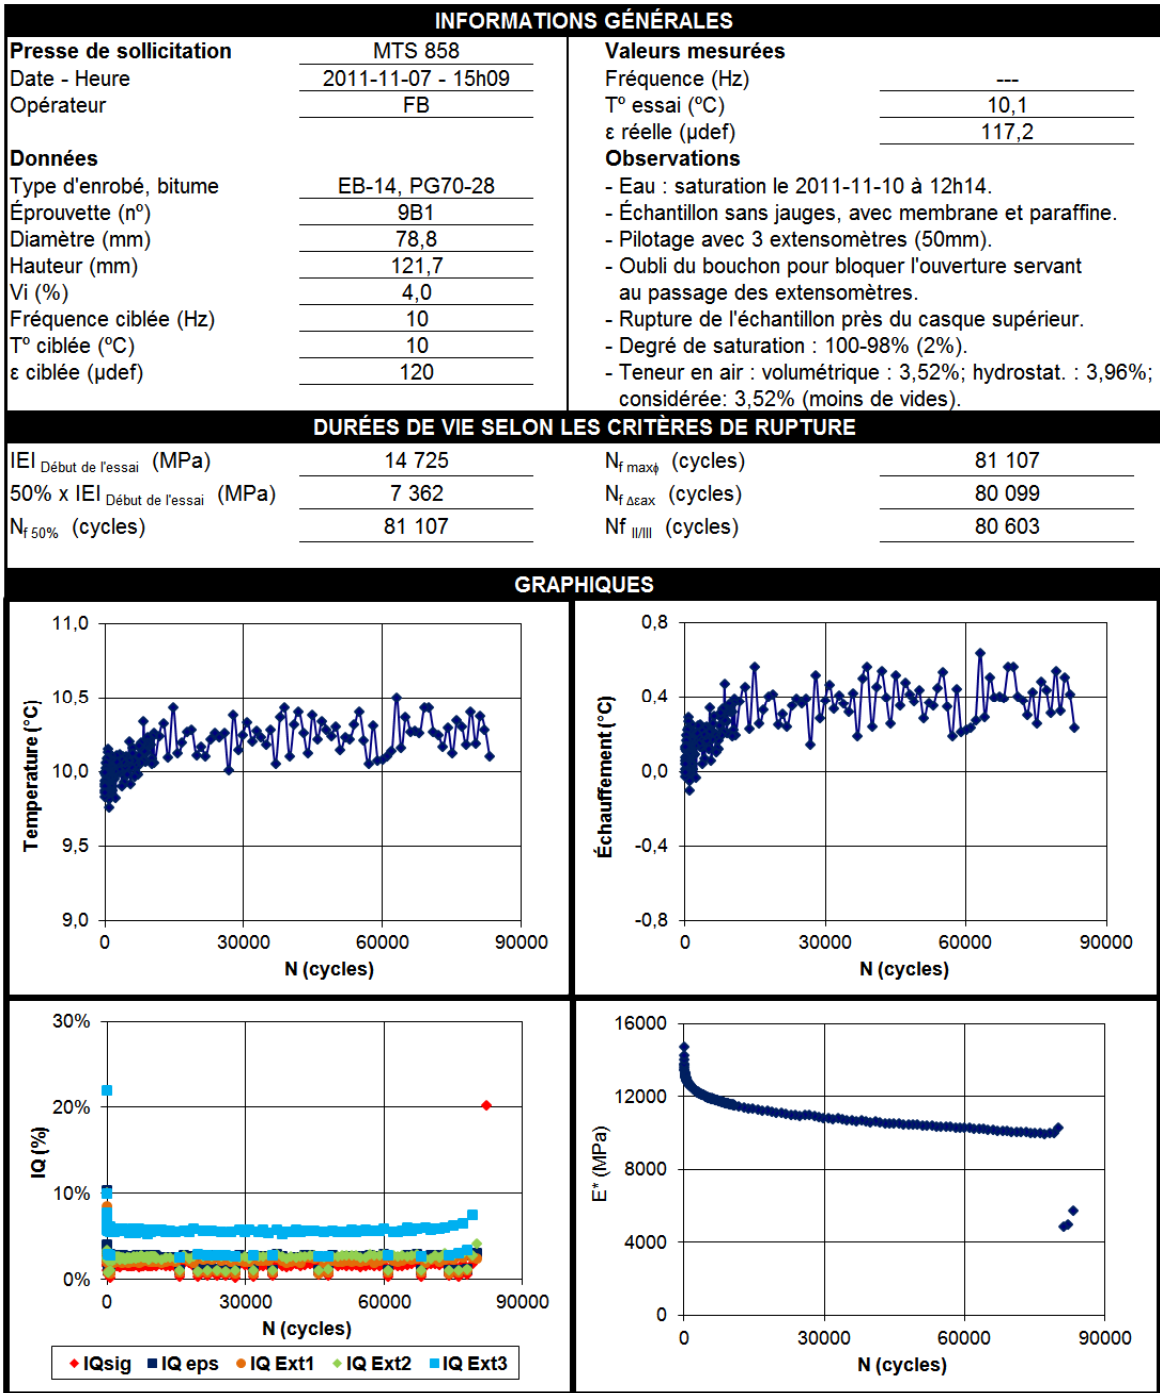 INFORMATIONS GÉNÉRALES
Presse de sollicitation MTS 858
Date - Heure 2011-11-07 - 15h09
Opérateur FB
Données
Type d'enrobé, bitume EB-14, PG70-28
Éprouvette (nº) 9B1
Diamètre (mm) 78,8
Hauteur (mm) 121,7
Vi (%) 4,0
Fréquence ciblée (Hz) 10
Tº ciblée (ºC) 10
ε ciblée (µdef) 120
Valeurs mesurées
Fréquence (Hz) ---
Tº essai (ºC) 10,1
ε réelle (µdef) 117,2
Observations
- Eau : saturation le 2011-11-10 à 12h14.
- Échantillon sans jauges, avec membrane et paraffine.
- Pilotage avec 3 extensomètres (50mm).
- Oubli du bouchon pour bloquer l'ouverture servant
au passage des extensomètres.
- Rupture de l'échantillon près du casque supérieur.
- Degré de saturation : 100-98% (2%).
- Teneur en air : volumétrique : 3,52%; hydrostat. : 3,96%;
considérée: 3,52% (moins de vides).
DURÉES DE VIE SELON LES CRITÈRES DE RUPTURE
IEI Début de l'essai (MPa) 14 725
50% x IEI Début de l'essai (MPa) 7 362
Nf 50% (cycles) 81 107
Nf maxϕ (cycles) 81 107
Nf Δεax (cycles) 80 099
Nf II/III (cycles) 80 603
GRAPHIQUES
Temperature (°C)
11,0
10,5
10,0
9,5
9,0
0 30000 60000 90000
N (cycles)
Échauffement (°C)
0,8
0,4
0,0
-0,4
-0,8
0 30000 60000 90000
N (cycles)
IQ (%)
30%
20%
10%
0%
0 30000 60000 90000
N (cycles)
IQsig IQ eps IQ Ext1 IQ Ext2 IQ Ext3
E* (MPa)
16000
12000
8000
4000
0
0 30000 60000 90000
N (cycles)